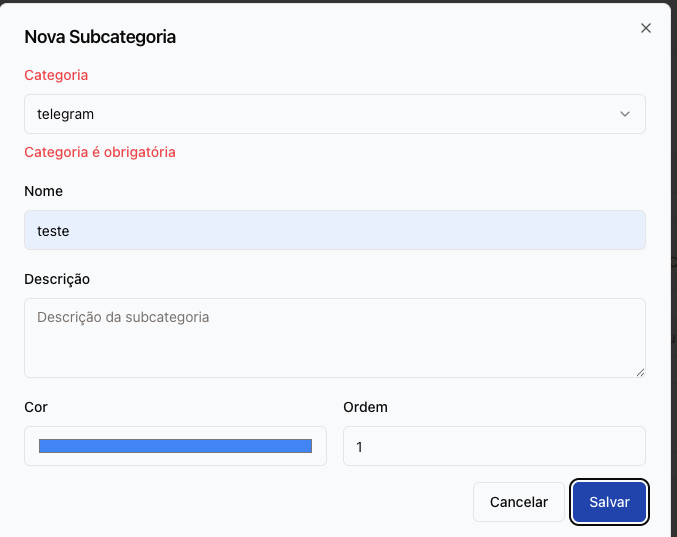 Nova Subcategoria
Categoria
telegram
Categoria é obrigatória
Nome
teste
Descrição
Descrição da subcategoria
Cor
Ordem
1
Cancelar
Salvar